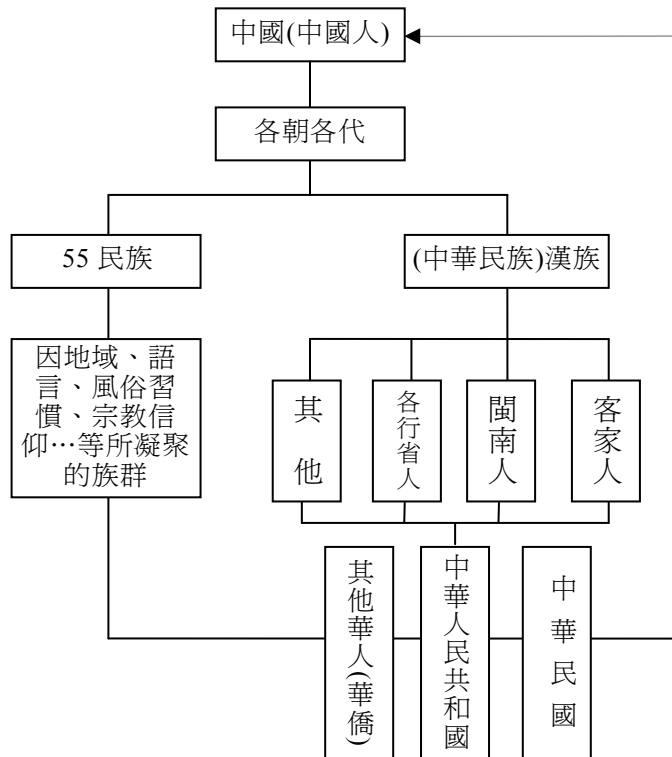 中國(中國人)
各朝各代
55 民族
(中華民族)漢族
因地域、語
言、風俗習
慣、宗教信
仰…等所凝聚
的族群
其他
各行省人
閩南人
客家人
其他華人(華僑)
中華人民共和國
中華民國